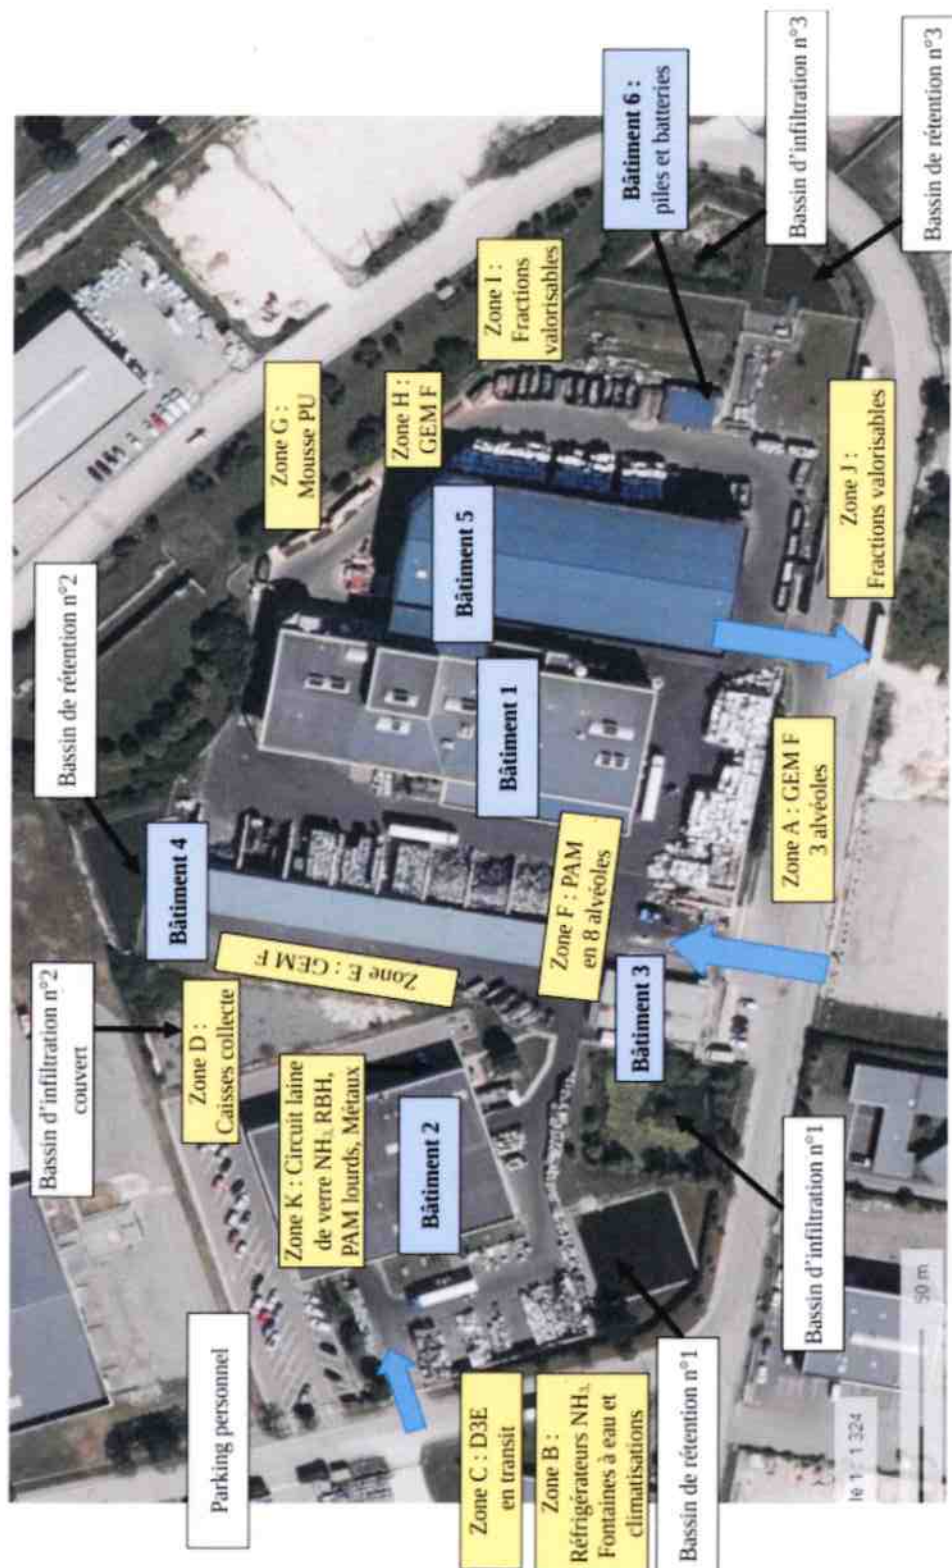 Bassin d'infiltration n°2
couvert
Bassin de rétention n°2
Parking personnel
Zone D :
Caisses collecte
Bâtiment 4
Zone G :
Mousse PU
Zone E : GEM F
Zone K : Circuit laine
de verre NH₃, RBH,
PAM lourds, Métaux
Zone H :
GEM F
Bâtiment 2
Bâtiment 5
Zone C : D3E
en transit
Bâtiment 1
Zone I :
Fractions
valorisables
Zone B :
Réfrigérateurs NH₃,
Fontaines à eau et
climatisations
Zone F : PAM
en 8 alvéoles
Bâtiment 3
Bâtiment 6 :
piles et batteries
Bassin de rétention n°1
Zone A : GEM F
3 alvéoles
Bassin d'infiltration n°1
Zone J :
Fractions valorisables
Bassin d'infiltration n°3
Bassin de rétention n°3
le 1 : 1 324
50 m